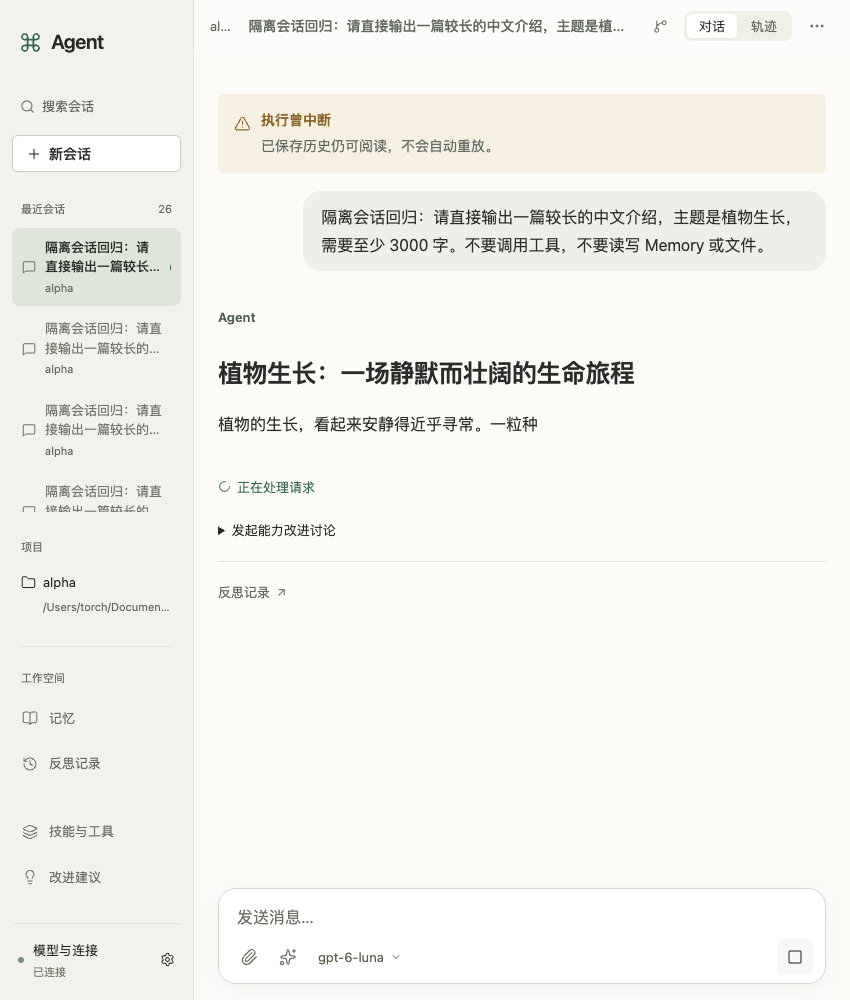 Agent
搜索会话
新会话
最近会话 26
隔离会话回归：请
直接输出一篇较长...
alpha
隔离会话回归：请直
接输出一篇较长的...
alpha
隔离会话回归：请直
接输出一篇较长的...
alpha
隔离会话回归：请直
接输出一篇较长的
项目
alpha
/Users/torch/Documen...
工作空间
记忆
反思记录
技能与工具
改进建议
模型与连接
已连接
al... 隔离会话回归：请直接输出一篇较长的中文介绍，主题是植... 对话 轨迹
执行曾中断
已保存历史仍可阅读，不会自动重放。
隔离会话回归：请直接输出一篇较长的中文介绍，主题是植物生长，
需要至少 3000 字。不要调用工具，不要读写 Memory 或文件。
Agent
植物生长：一场静默而壮阔的生命旅程
植物的生长，看起来安静得近乎寻常。一粒种
正在处理请求
发起能力改进讨论
反思记录
发送消息...
gpt-6-luna